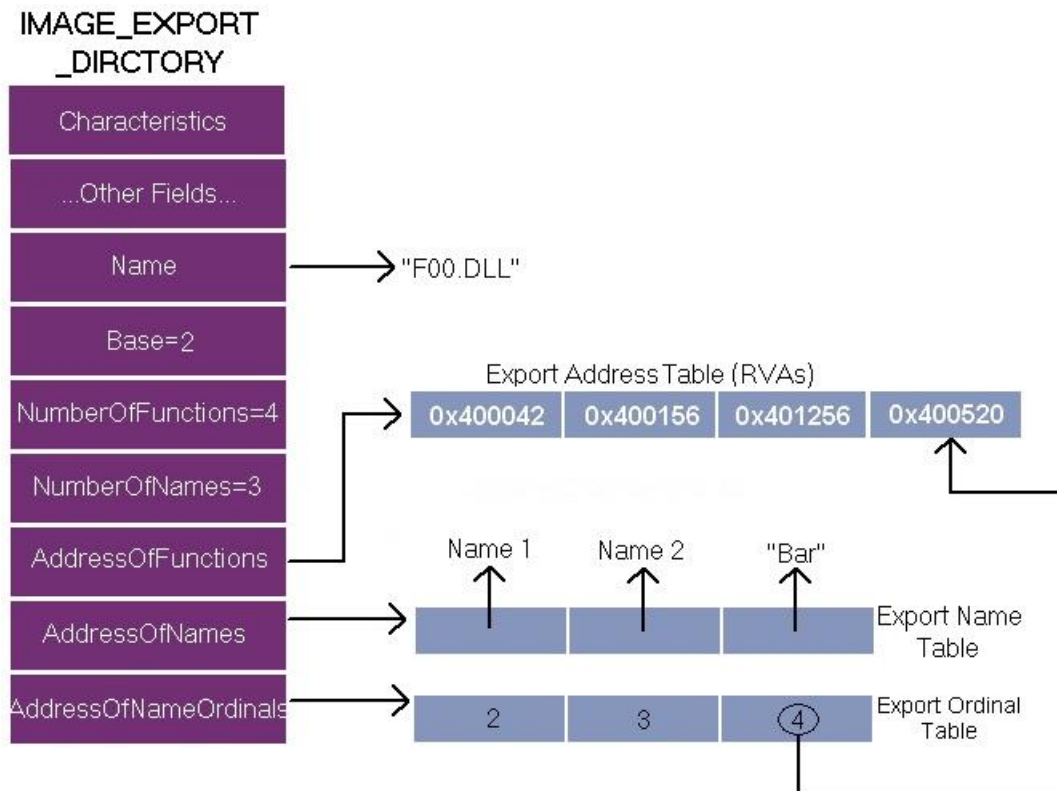 IMAGE_EXPORT
_DIRCTORY
Characteristics
...Other Fields...
Name
"F00.DLL"
Base=2
NumberOfFunctions=4
NumberOfNames=3
AddressOfFunctions
AddressOfNames
AddressOfNameOrdinals
Export Address Table (RVAs)
0x400042 0x400156 0x401256 0x400520
Name 1 Name 2 "Bar"
Export Name
Table
2 3 4
Export Ordinal
Table